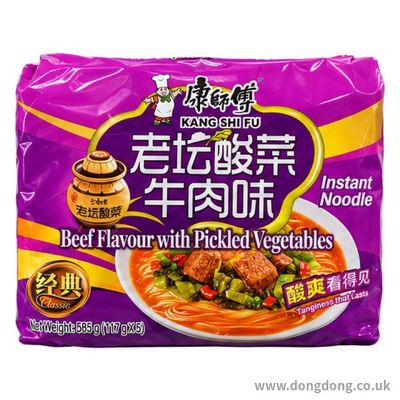 康師傅
KANG SHI FU
老坛酸菜
牛肉味
Instant
Noodle
老坛酸菜
Beef Flavour with Pickled Vegetables
经典
Classic
酸爽看得见
Tanginess that Lasts
Net Weight: 585g (117g X 5)
www.dongdong.co.uk